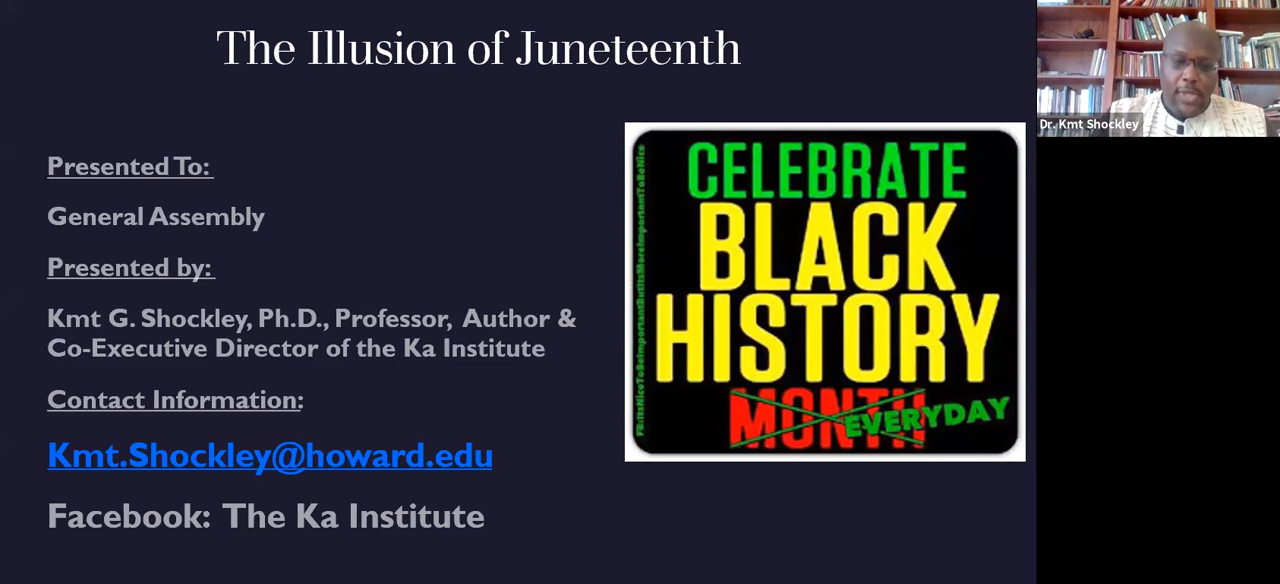 The Illusion of Juneteenth
Presented To:
General Assembly
Presented by:
Kmt G. Shockley, Ph.D., Professor, Author &
Co-Executive Director of the Ka Institute
Contact Information:
Kmt.Shockley@howard.edu
Facebook: The Ka Institute
FB:ItsNiceToBeImportantButItsMoreImportantToBeNice
CELEBRATE
BLACK
HISTORY
MONTH
EVERYDAY
Dr. Kmt Shockley